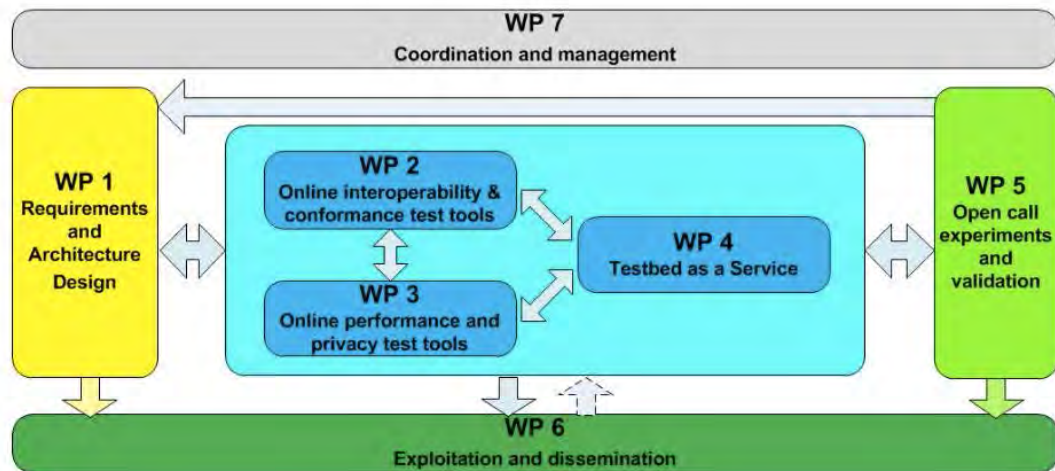 WP 7
Coordination and management
WP 1
Requirements
and
Architecture
Design
WP 2
Online interoperability &
conformance test tools
WP 3
Online performance and
privacy test tools
WP 4
Testbed as a Service
WP 5
Open call
experiments
and
validation
WP 6
Exploitation and dissemination